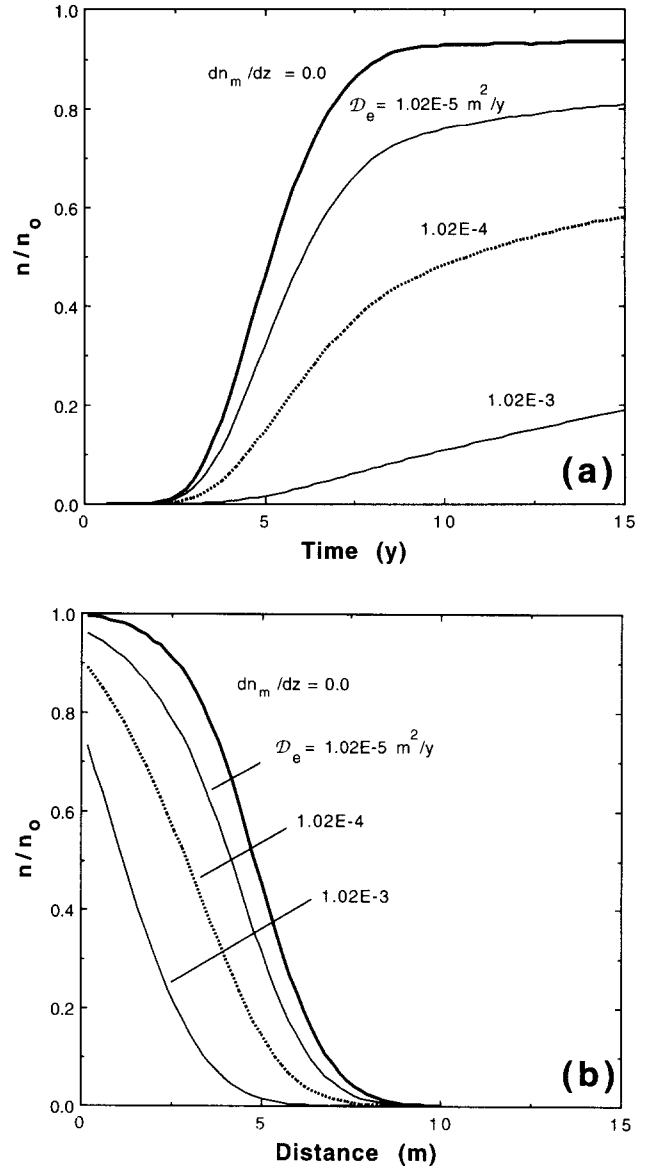 1.0
dn_m /dz = 0.0
𝒟_e = 1.02E-5 m²/y
0.8
0.6
1.02E-4
n/n_o
0.4
1.02E-3
0.2
(a)
0.0
0 5 10 15
Time (y)
1.0
dn_m /dz = 0.0
0.8
𝒟_e = 1.02E-5 m²/y
0.6
1.02E-4
n/n_o
1.02E-3
0.4
0.2
(b)
0.0
0 5 10 15
Distance (m)